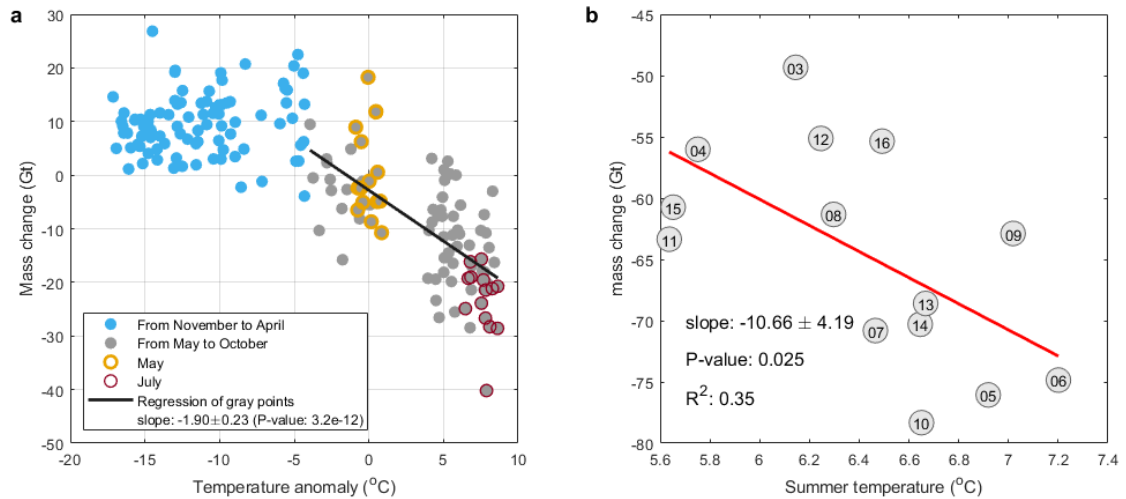 a
30
20
10
0
-10
-20
-30
-40
-50
Mass change (Gt)
From November to April
From May to October
May
July
Regression of gray points
slope: -1.90±0.23 (P-value: 3.2e-12)
-20 -15 -10 -5 0 5 10
Temperature anomaly (°C)
b
-45
-50
-55
-60
-65
-70
-75
-80
mass change (Gt)
03
12
16
04
15
08
11
09
13
14
07
06
05
10
slope: -10.66 ± 4.19
P-value: 0.025
R²: 0.35
5.6 5.8 6 6.2 6.4 6.6 6.8 7 7.2 7.4
Summer temperature (°C)